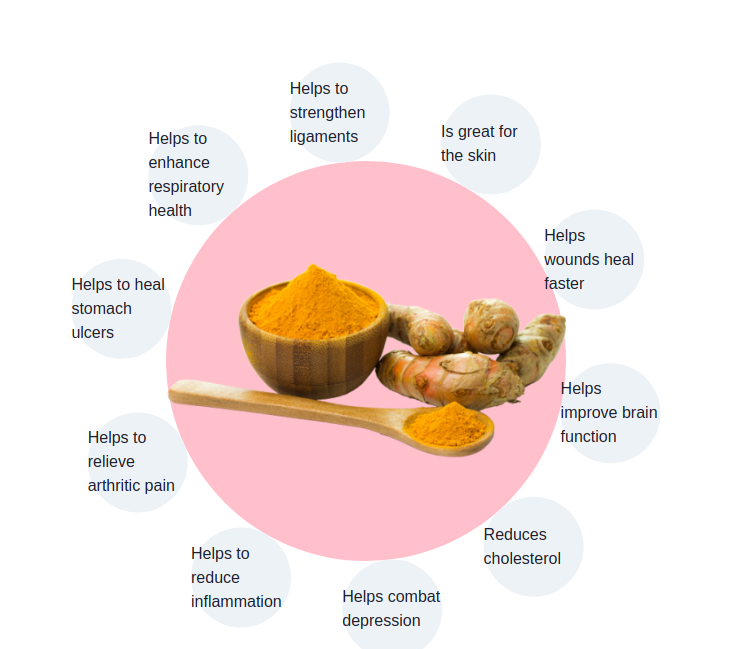 Helps to
strengthen
ligaments
Is great for
the skin
Helps
wounds heal
faster
Helps
improve brain
function
Reduces
cholesterol
Helps combat
depression
Helps to
reduce
inflammation
Helps to
relieve
arthritic pain
Helps to heal
stomach
ulcers
Helps to
enhance
respiratory
health